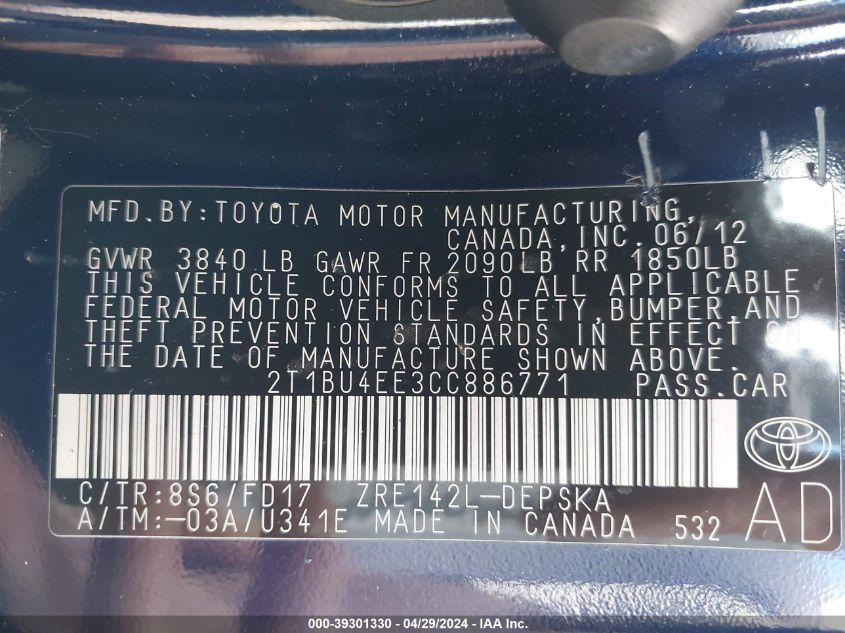 MFD.BY:TOYOTA MOTOR MANUFACTURING,
CANADA,INC. 06/12
GVWR 3840 LB GAWR FR 2090LB RR 1850LB
THIS VEHICLE CONFORMS TO ALL APPLICABLE
FEDERAL MOTOR VEHICLE SAFETY,BUMPER,AND
THEFT PREVENTION STANDARDS IN EFFECT ON
THE DATE OF MANUFACTURE SHOWN ABOVE.
2T1BU4EE3CC886771 PASS.CAR
C/TR:8S6/FD17 ZRE142L-DEPSKA
A/TM:-03A/U341E MADE IN CANADA 532
AD
000-39301330 - 04/29/2024 - IAA Inc.